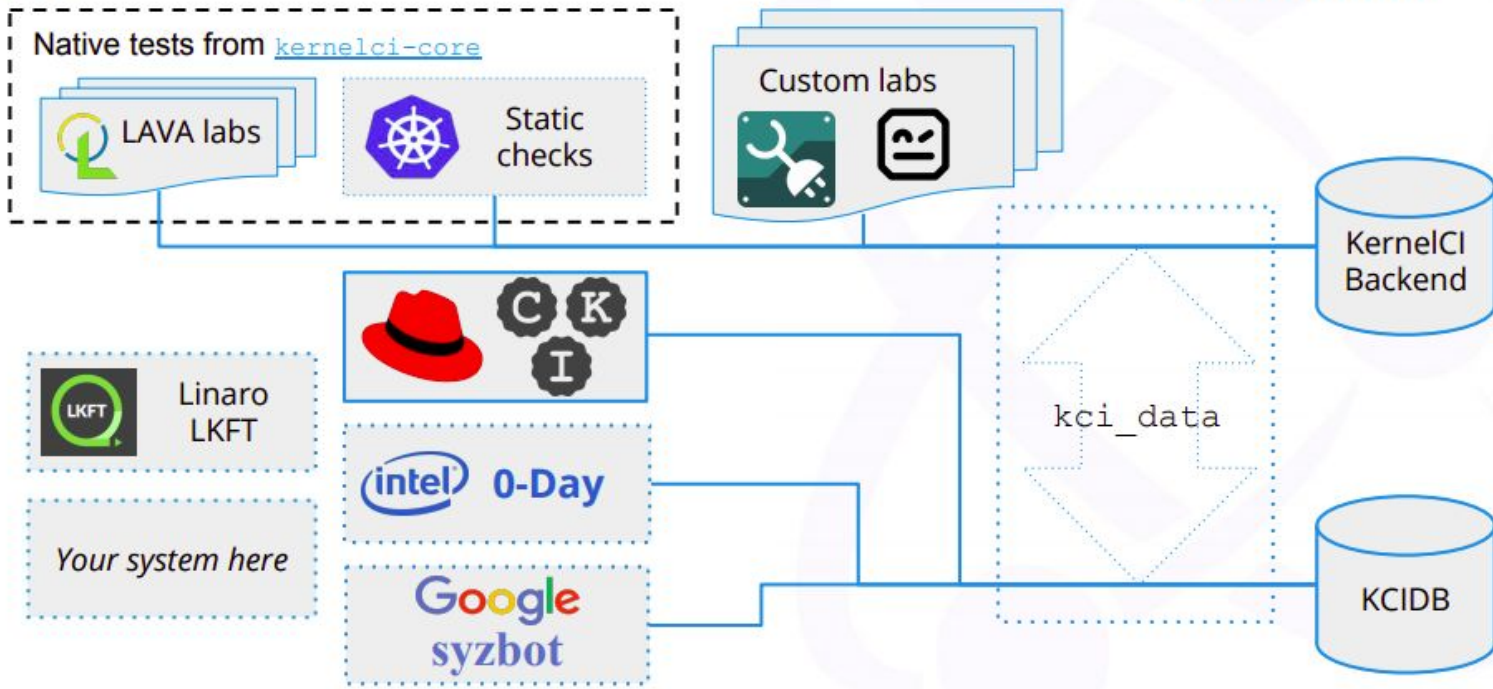 Native tests from kernelci-core
LAVA labs
Static
checks
Custom labs
KernelCI
Backend
C K
I
LKFT
Linaro
LKFT
kci_data
intel 0-Day
Your system here
Google
syzbot
KCIDB